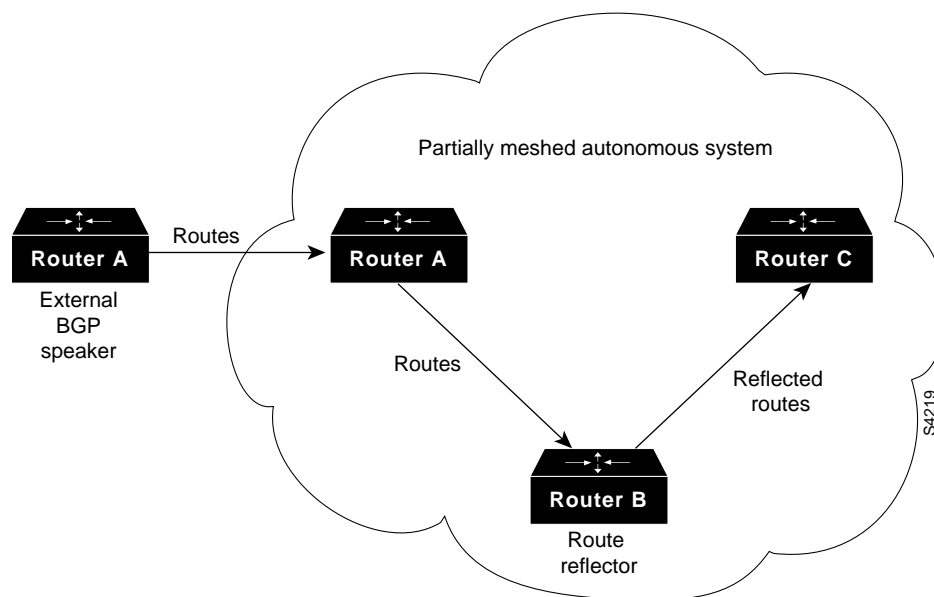 Partially meshed autonomous system
Router A
External
BGP
speaker
Routes
Router A
Routes
Router B
Route
reflector
Reflected
routes
Router C
S4219